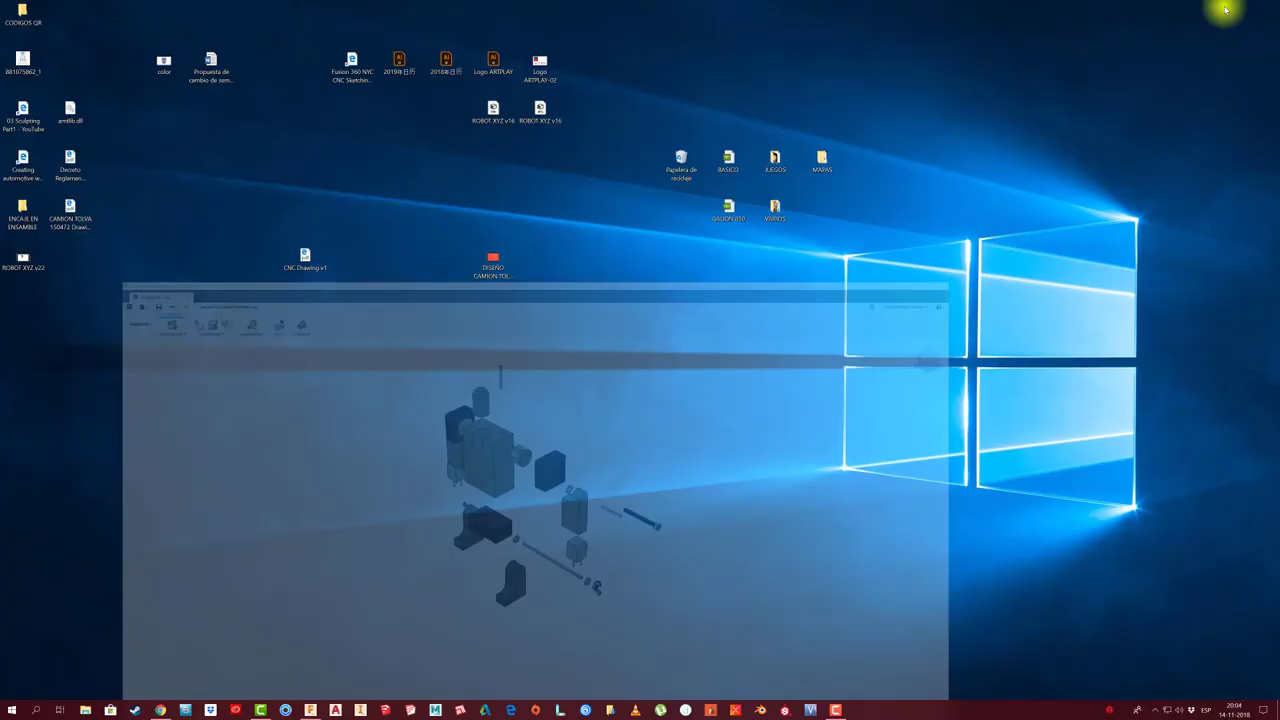 CODIGOS QR
881075862_1
color
Propuesta de
cambio de sem...
Fusion 360 NYC
CNC Sketchin...
2019年日历
2018年日历
Logo ARTPLAY
Logo
ARTPLAY-02
03 Sculpting
Part1 - YouTube
amtlib.dll
ROBOT XYZ v16
ROBOT XYZ v16
Creating
automotive w...
Decreto
Reglamen...
Papelera de
reciclaje
BASICO
JUEGOS
MAPAS
ENCAJE EN
ENSAMBLE
CAMION TOLVA
150472 Drawi...
GALION 850
VARIOS
ROBOT XYZ v22
CNC Drawing v1
DISEÑO
CAMION TOL...
ESP
20:04
14-11-2018